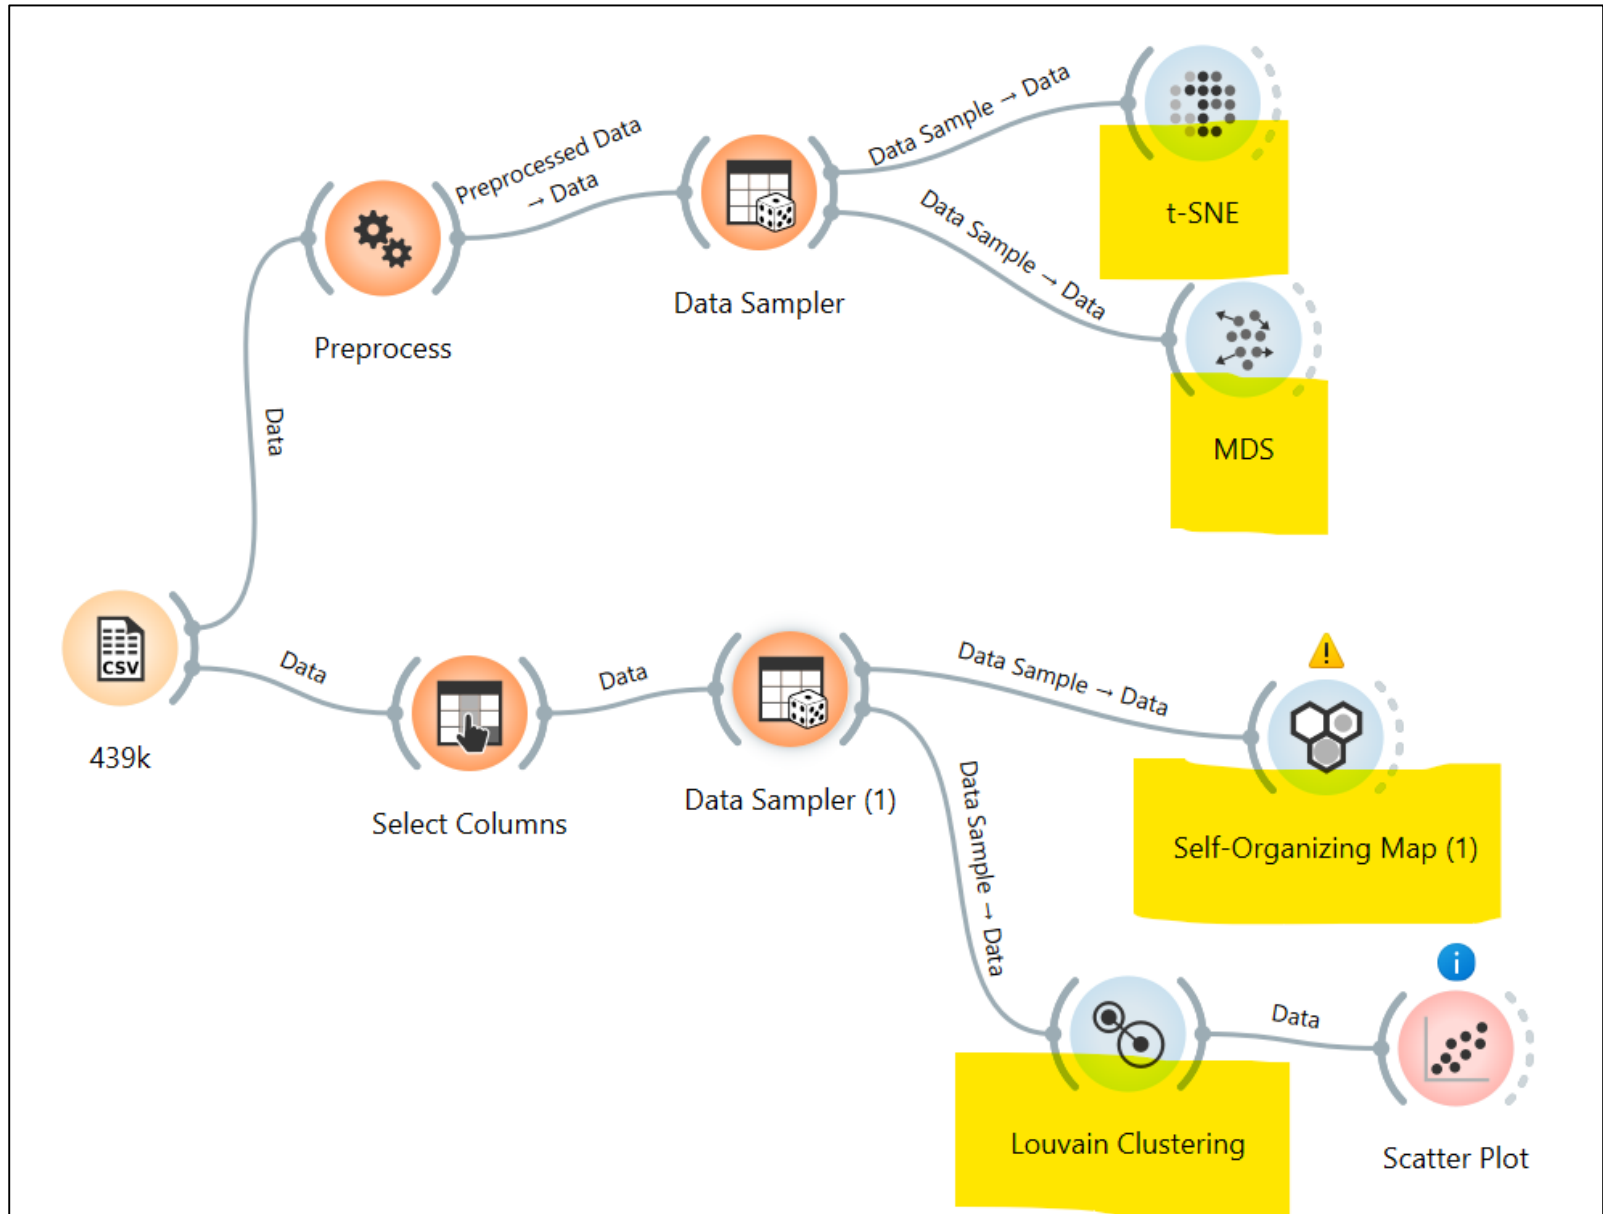 Data Sample → Data
t-SNE
Preprocessed Data
→ Data
Data Sampler
Data Sample → Data
Preprocess
MDS
Data
CSV
439k
Data
Select Columns
Data
Data Sampler (1)
Data Sample → Data
!
Self-Organizing Map (1)
Data Sample → Data
i
Louvain Clustering
Data
Scatter Plot